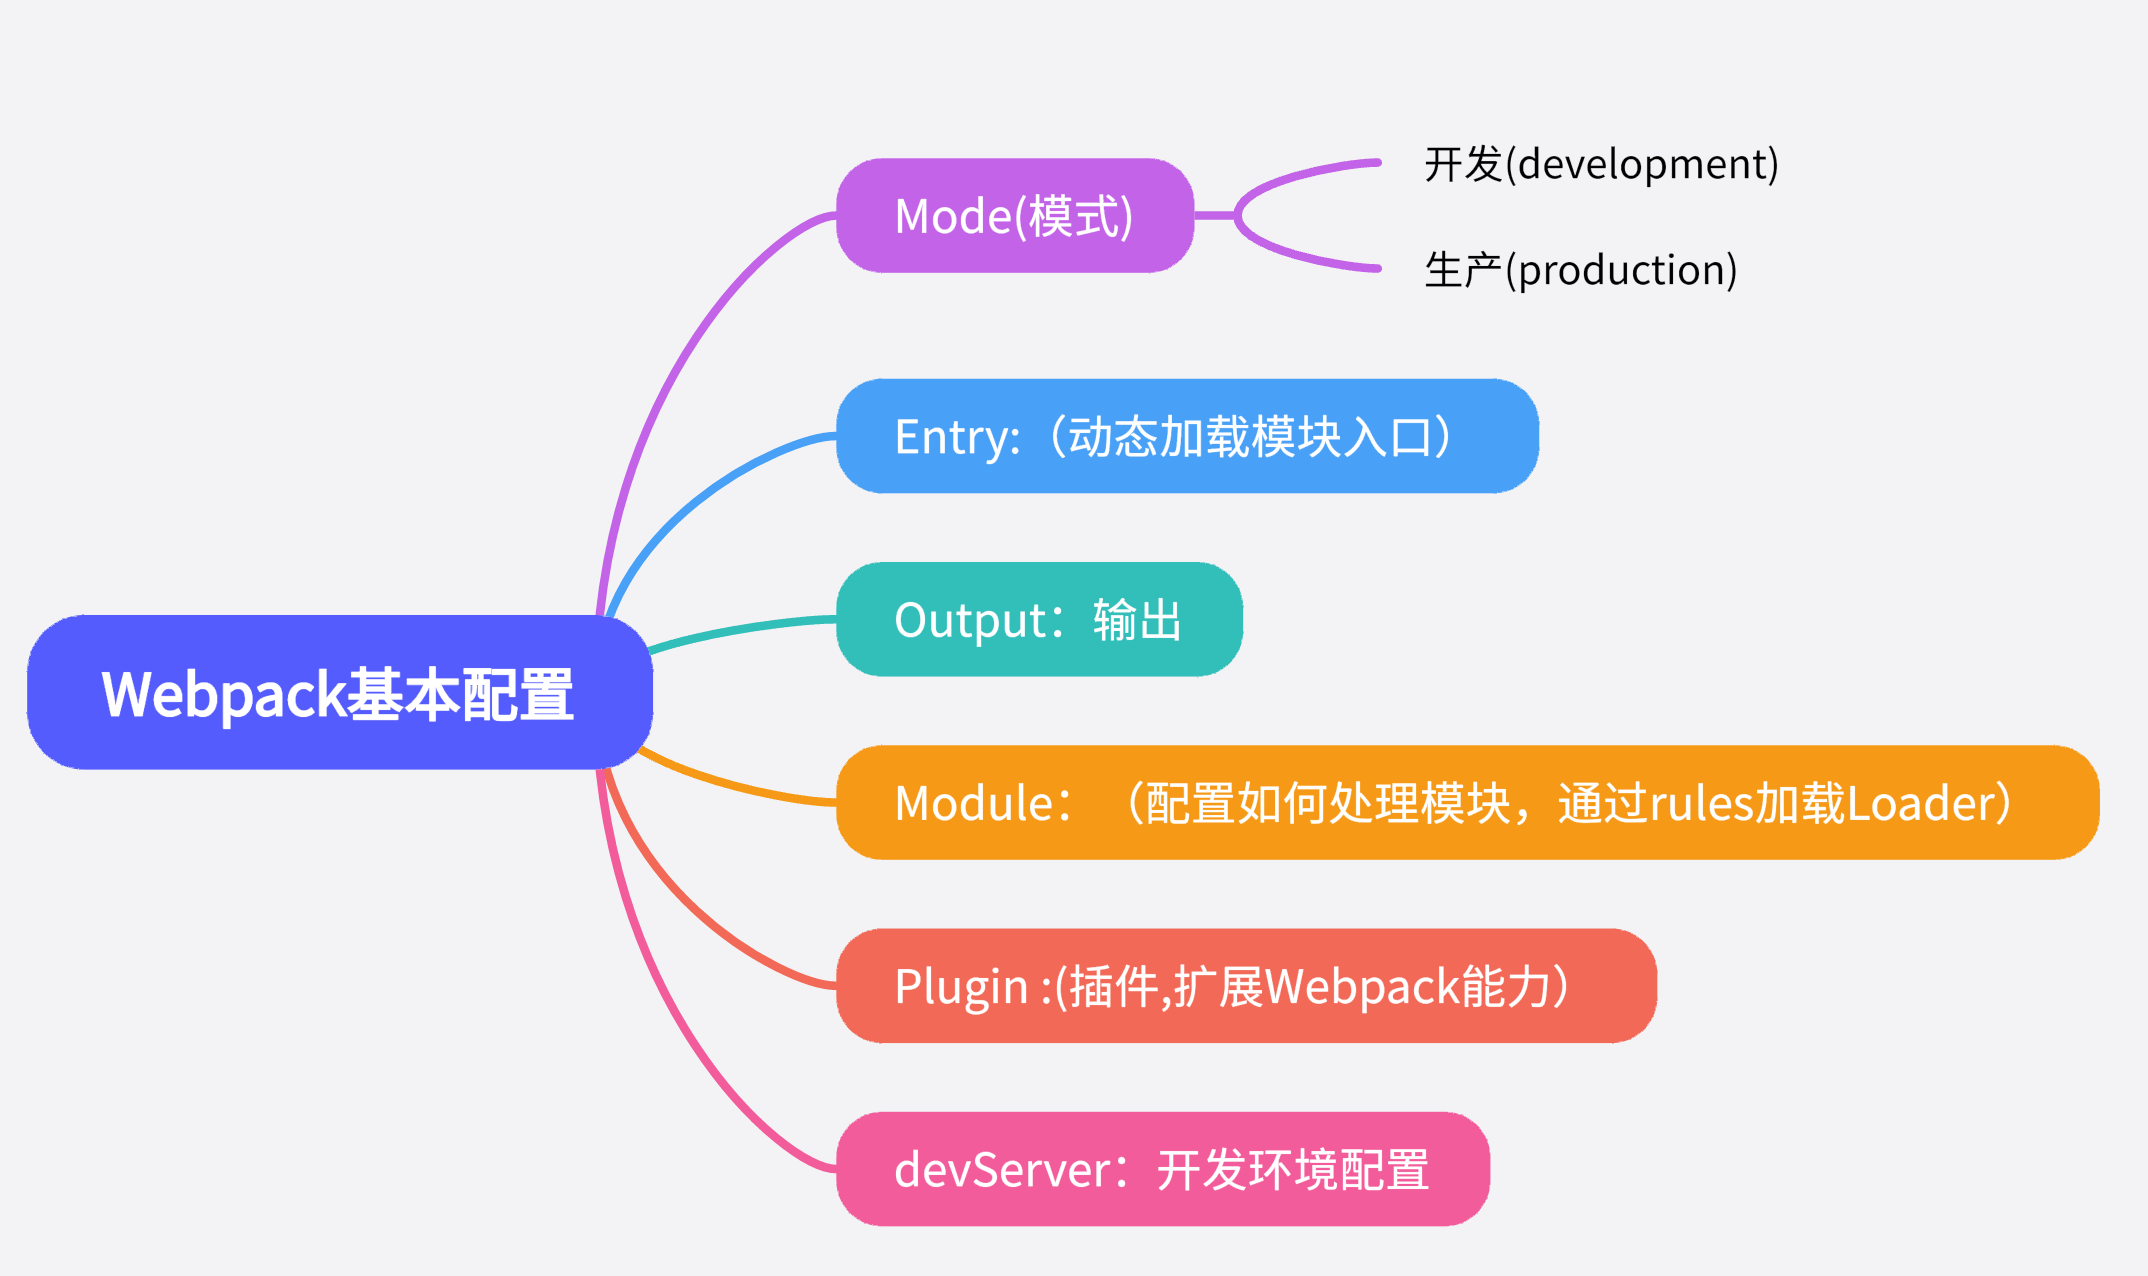 Webpack基本配置
Mode(模式)
开发(development)
生产(production)
Entry:（动态加载模块入口）
Output：输出
Module：（配置如何处理模块，通过rules加载Loader）
Plugin :(插件,扩展Webpack能力）
devServer：开发环境配置